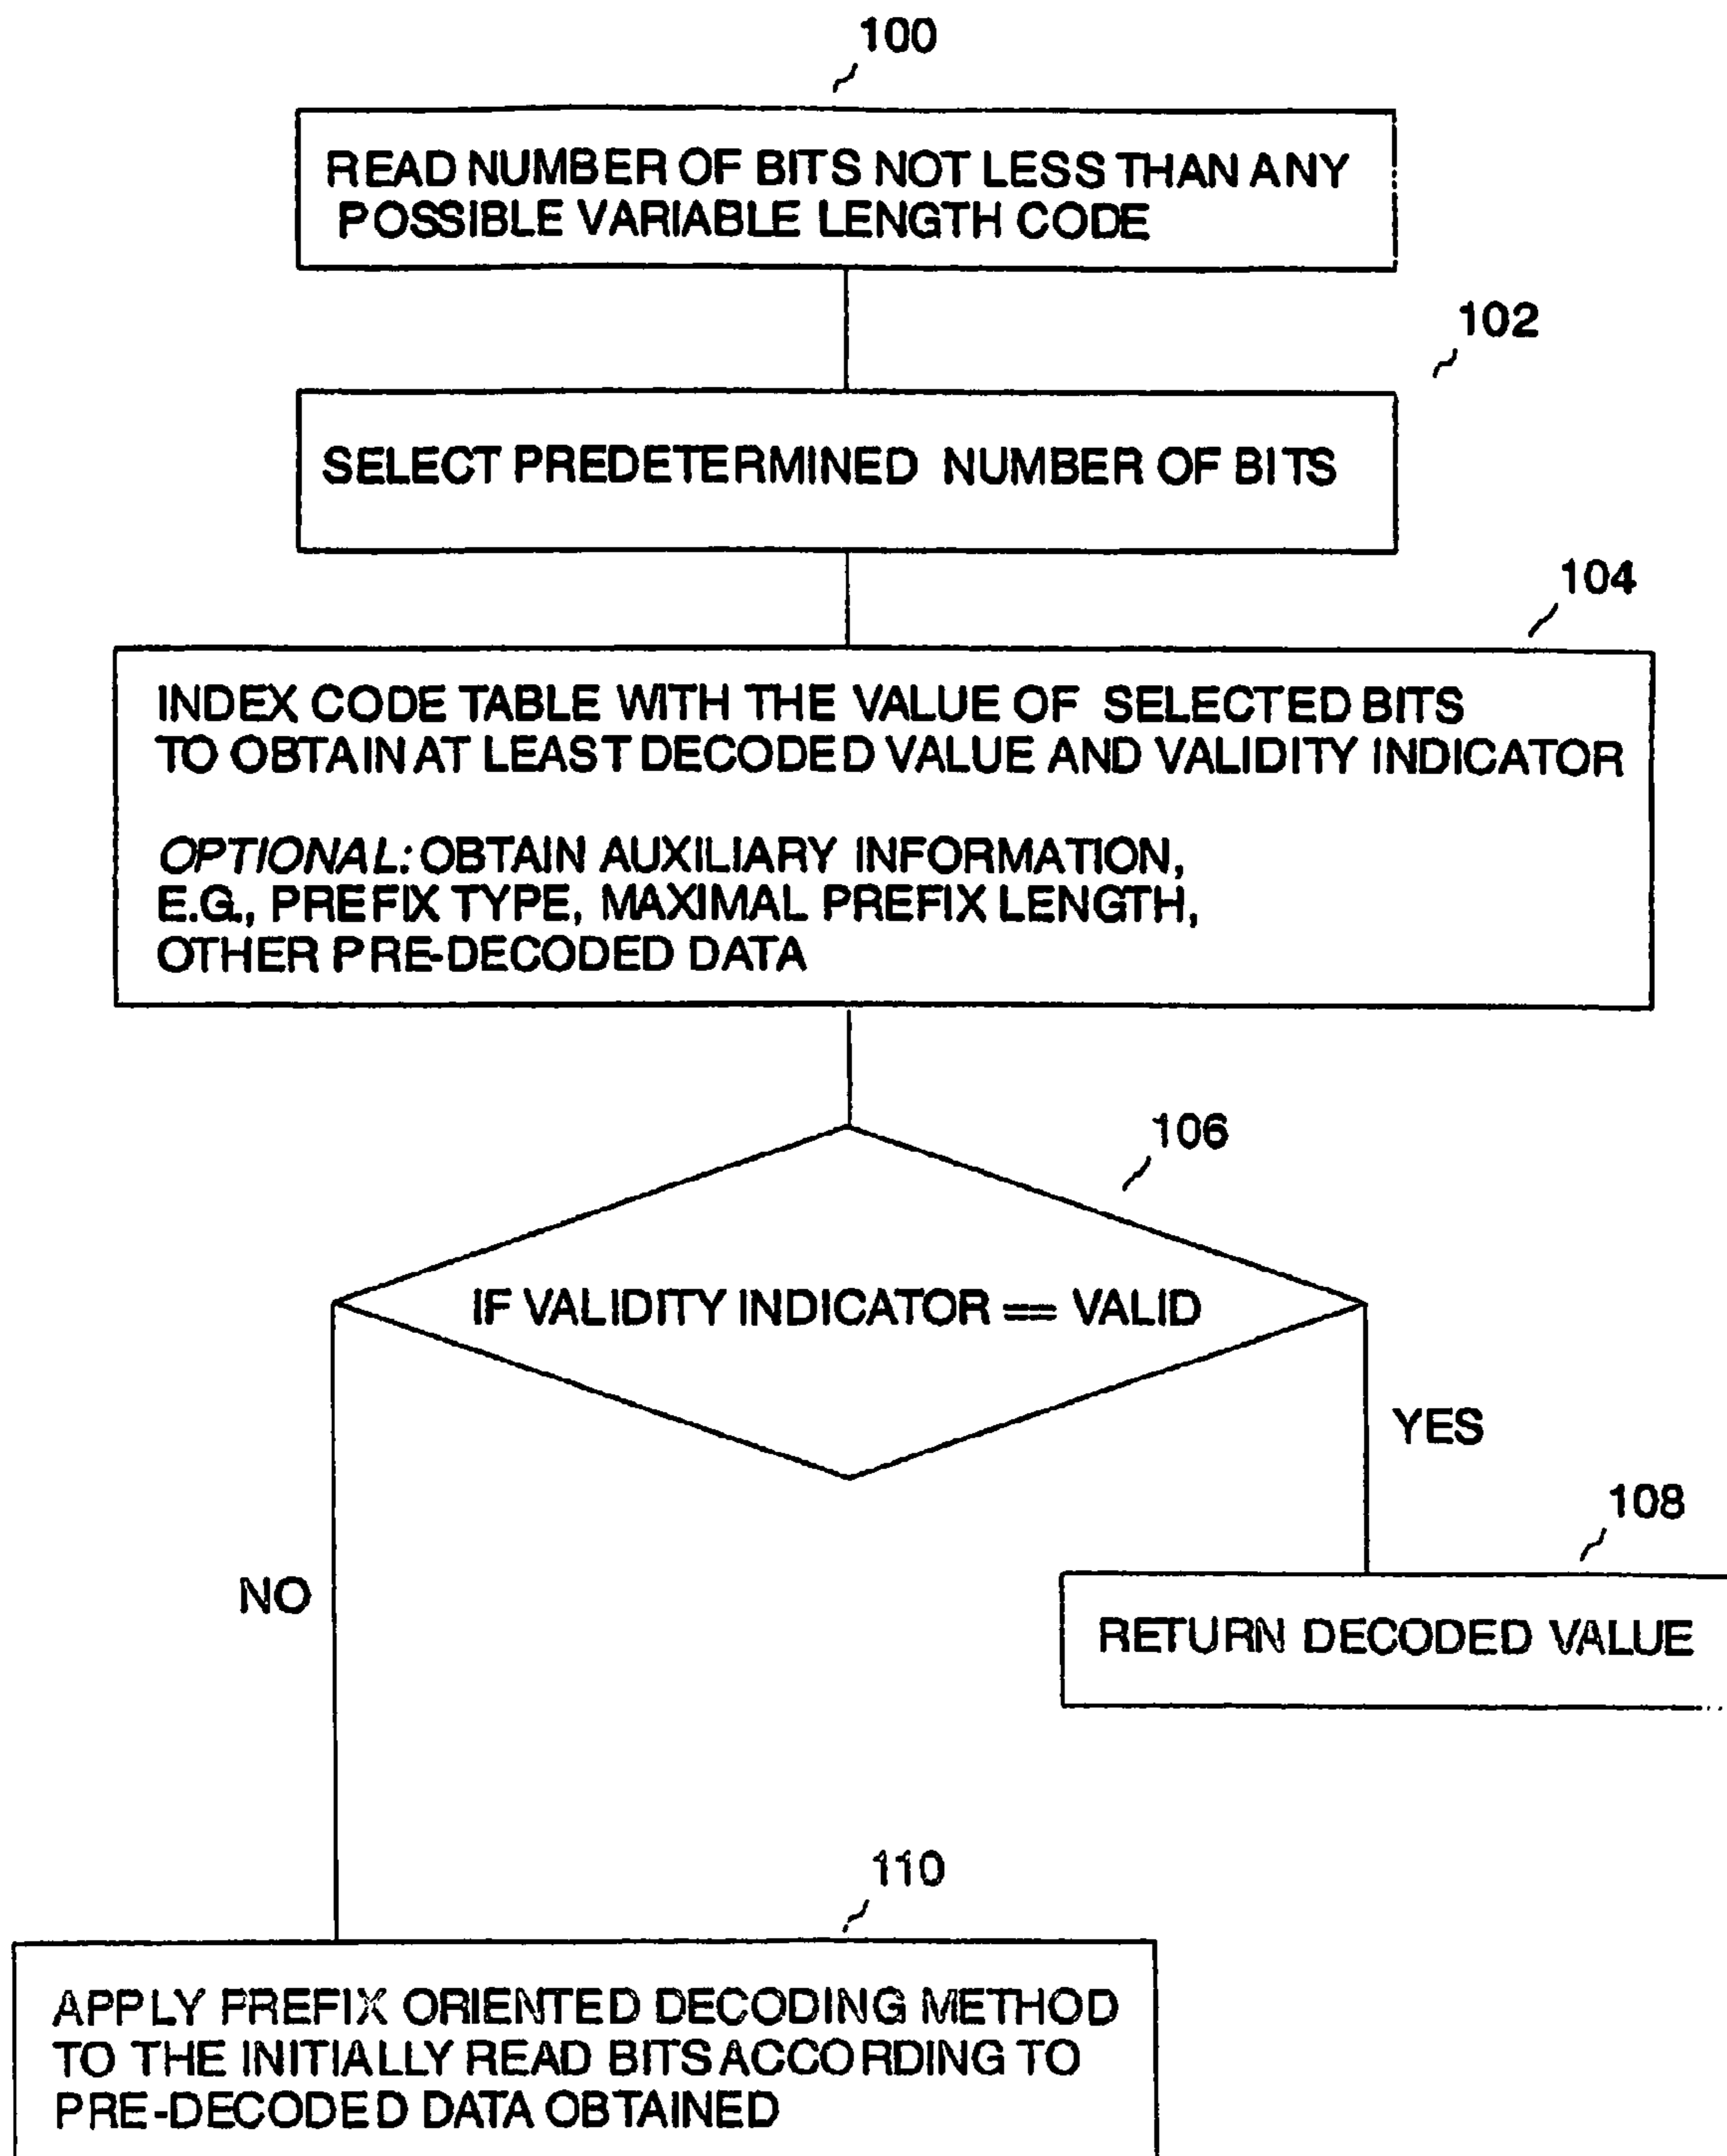 100
READ NUMBER OF BITS NOT LESS THAN ANY
POSSIBLE VARIABLE LENGTH CODE
102
SELECT PREDETERMINED NUMBER OF BITS
104
INDEX CODE TABLE WITH THE VALUE OF SELECTED BITS
TO OBTAIN AT LEAST DECODED VALUE AND VALIDITY INDICATOR
OPTIONAL: OBTAIN AUXILIARY INFORMATION,
E.G., PREFIX TYPE, MAXIMAL PREFIX LENGTH,
OTHER PRE-DECODED DATA
106
IF VALIDITY INDICATOR == VALID
YES
108
NO
RETURN DECODED VALUE
110
APPLY PREFIX ORIENTED DECODING METHOD
TO THE INITIALLY READ BITS ACCORDING TO
PRE-DECODED DATA OBTAINED